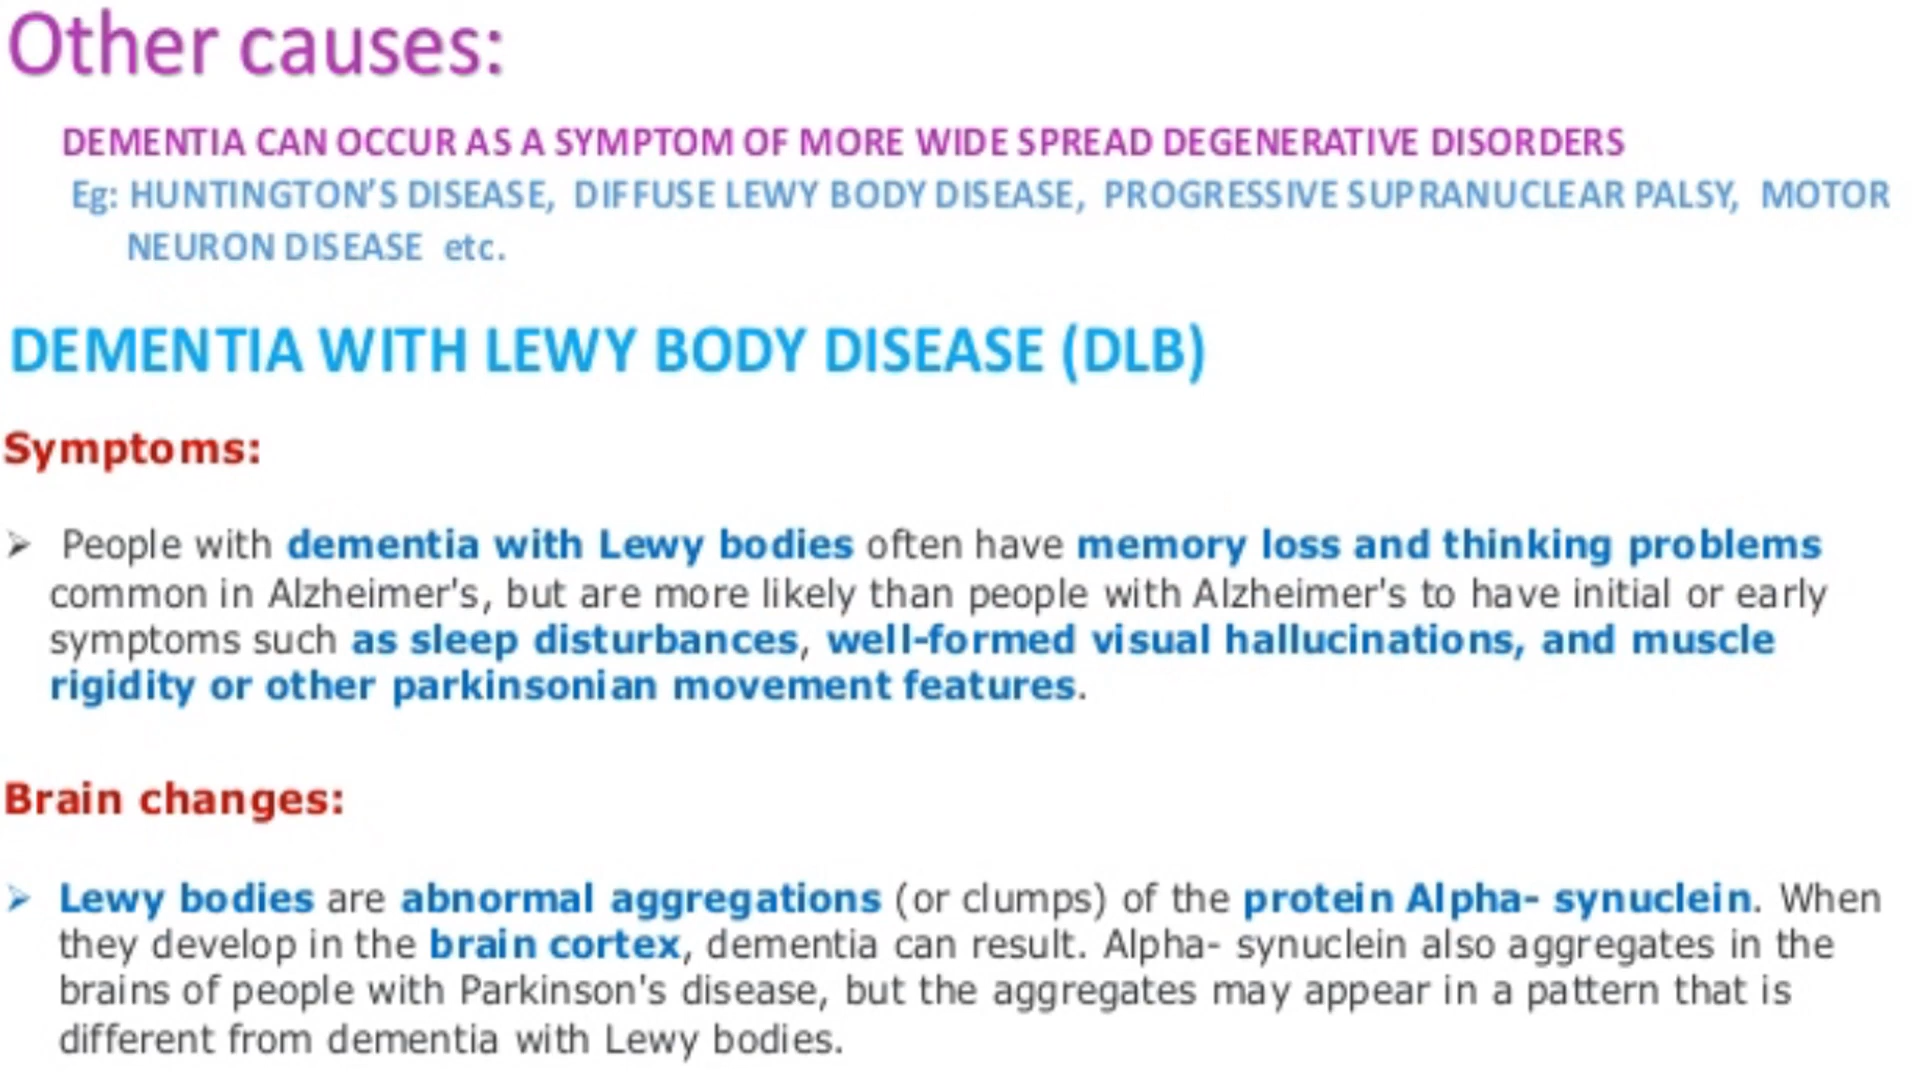 Other causes:
DEMENTIA CAN OCCUR AS A SYMPTOM OF MORE WIDE SPREAD DEGENERATIVE DISORDERS
Eg: HUNTINGTON’S DISEASE, DIFFUSE LEWY BODY DISEASE, PROGRESSIVE SUPRANUCLEAR PALSY, MOTOR
NEURON DISEASE etc.
DEMENTIA WITH LEWY BODY DISEASE (DLB)
Symptoms:
➢ People with dementia with Lewy bodies often have memory loss and thinking problems
common in Alzheimer's, but are more likely than people with Alzheimer's to have initial or early
symptoms such as sleep disturbances, well-formed visual hallucinations, and muscle
rigidity or other parkinsonian movement features.
Brain changes:
➢ Lewy bodies are abnormal aggregations (or clumps) of the protein Alpha- synuclein. When
they develop in the brain cortex, dementia can result. Alpha- synuclein also aggregates in the
brains of people with Parkinson's disease, but the aggregates may appear in a pattern that is
different from dementia with Lewy bodies.